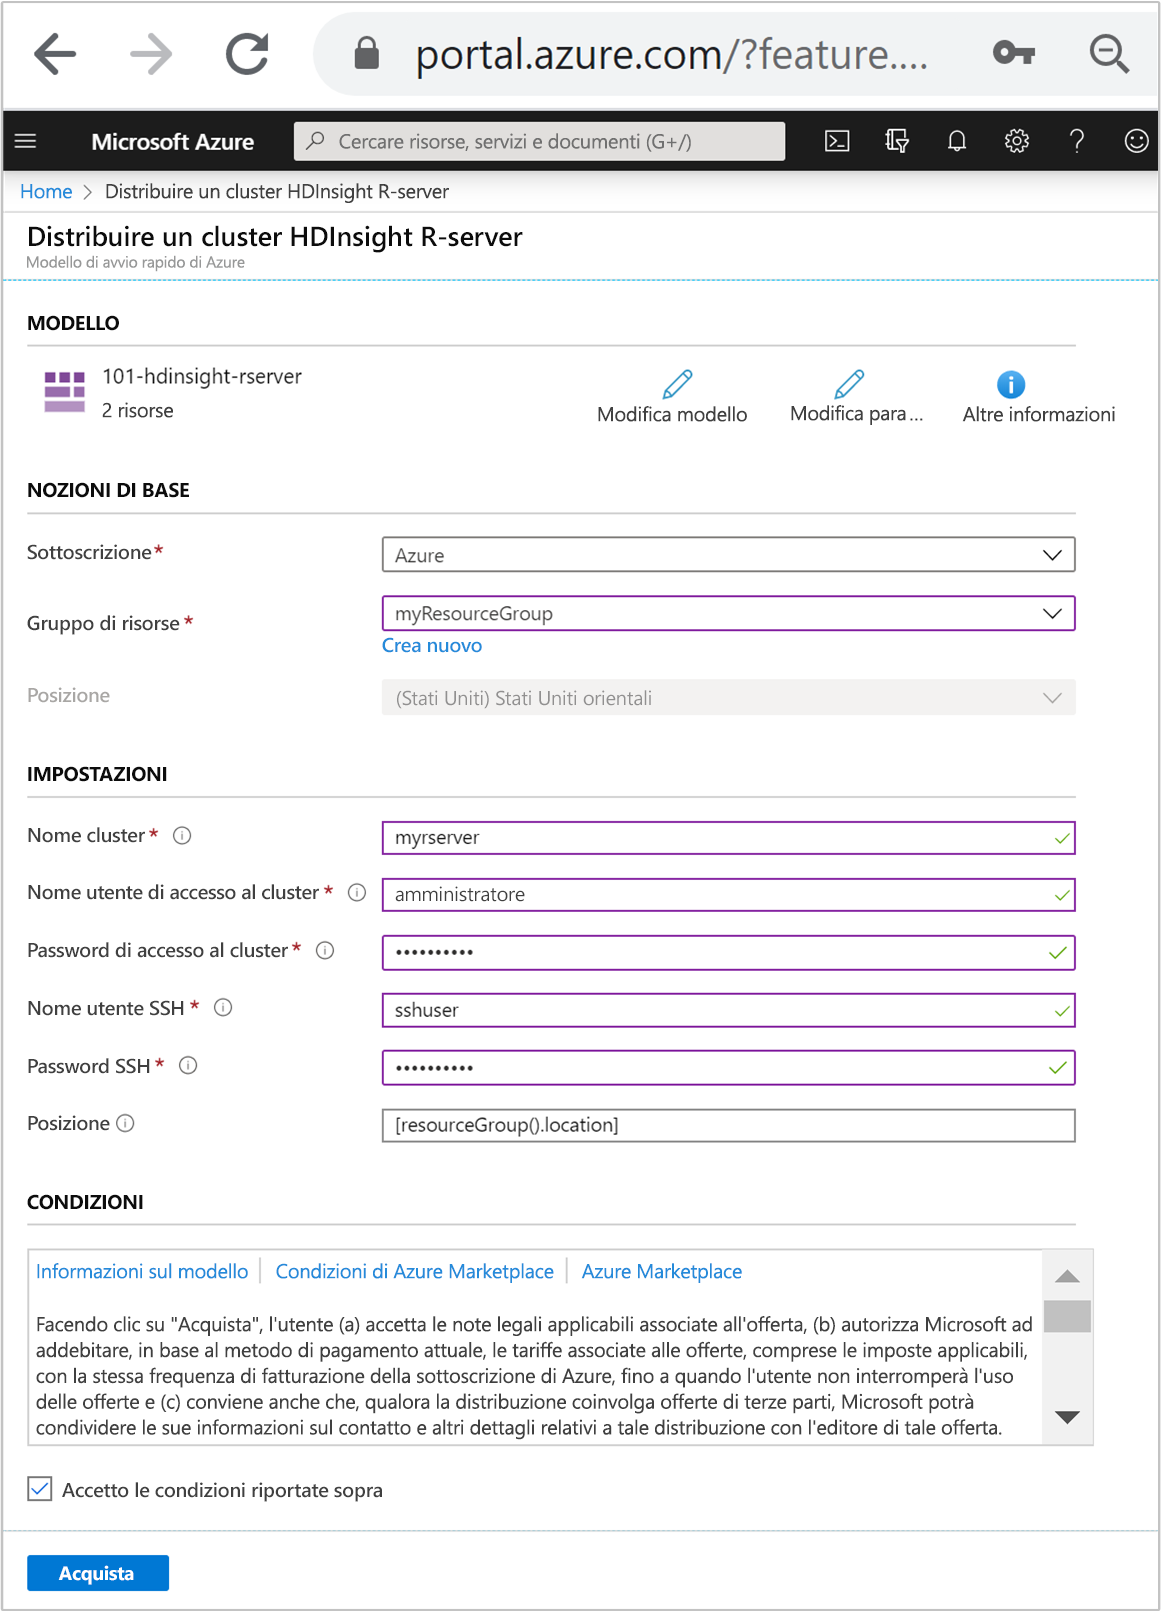 portal.azure.com/?feature....
Microsoft Azure
Cercare risorse, servizi e documenti (G+/)
Home > Distribuire un cluster HDInsight R-server
Distribuire un cluster HDInsight R-server
Modello di avvio rapido di Azure
MODELLO
101-hdinsight-rserver
2 risorse
Modifica modello
Modifica para...
Altre informazioni
NOZIONI DI BASE
Sottoscrizione*
Azure
Gruppo di risorse *
myResourceGroup
Crea nuovo
Posizione
(Stati Uniti) Stati Uniti orientali
IMPOSTAZIONI
Nome cluster *
myrserver
Nome utente di accesso al cluster *
amministratore
Password di accesso al cluster *
••••••••••
Nome utente SSH *
sshuser
Password SSH *
••••••••••
Posizione
[resourceGroup().location]
CONDIZIONI
Informazioni sul modello | Condizioni di Azure Marketplace | Azure Marketplace
Facendo clic su "Acquista", l'utente (a) accetta le note legali applicabili associate all'offerta, (b) autorizza Microsoft ad
addebitare, in base al metodo di pagamento attuale, le tariffe associate alle offerte, comprese le imposte applicabili,
con la stessa frequenza di fatturazione della sottoscrizione di Azure, fino a quando l'utente non interromperà l'uso
delle offerte e (c) conviene anche che, qualora la distribuzione coinvolga offerte di terze parti, Microsoft potrà
condividere le sue informazioni sul contatto e altri dettagli relativi a tale distribuzione con l'editore di tale offerta.
Accetto le condizioni riportate sopra
Acquista